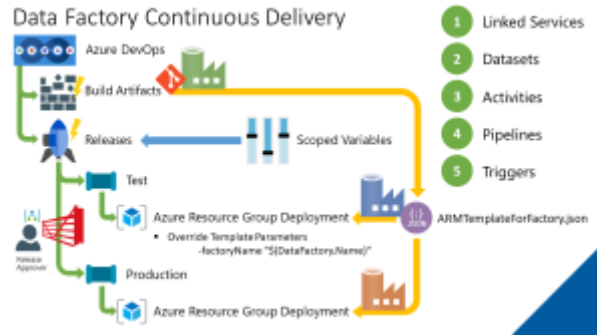 Data Factory Continuous Delivery
Azure DevOps
Build Artifacts
Releases
Scoped Variables
Test
Azure Resource Group Deployment
• Override Template Parameters
-factoryName "$(DataFactory.Name)"
Release
Approver
Production
Azure Resource Group Deployment
{:}
JSON
ARMTemplateForFactory.json
1 Linked Services
2 Datasets
3 Activities
4 Pipelines
5 Triggers